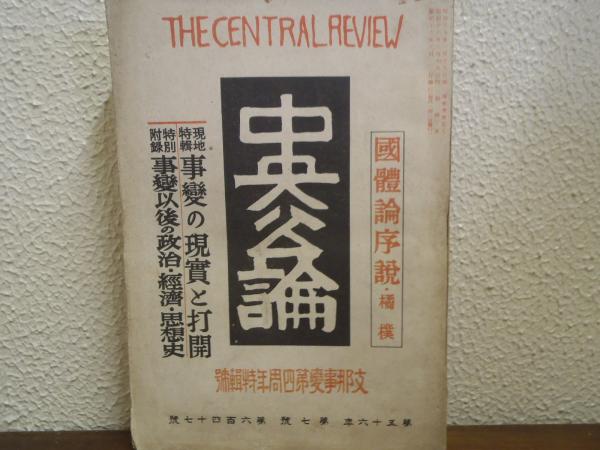 THE CENTRAL REVIEW
國體論序說・橘樸
中央公論
現地特輯 事變の現實と打開
特別附錄 事變以後の政治・經濟・思想史
支那事變第四周年特輯號
第五十六年 第七號 第六百四十七號